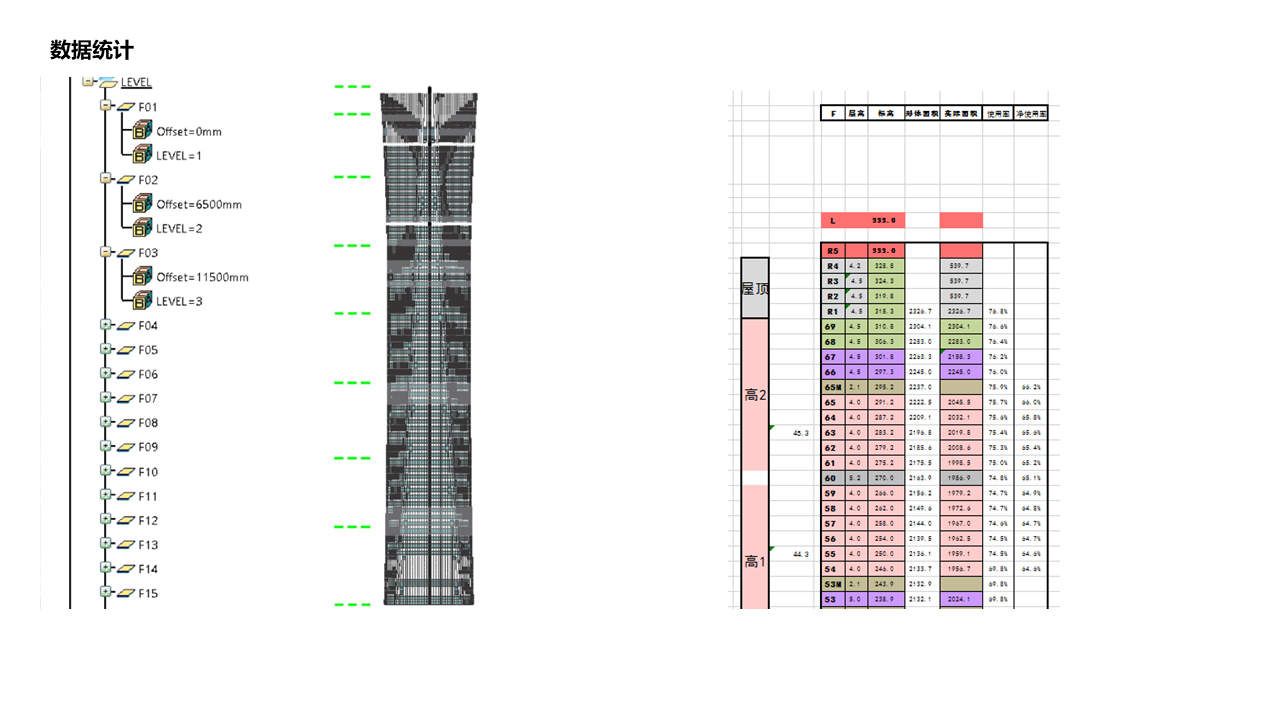 数据统计
LEVEL
F01
Offset=0mm
LEVEL=1
F02
Offset=6500mm
LEVEL=2
F03
Offset=11500mm
LEVEL=3
F04
F05
F06
F07
F08
F09
F10
F11
F12
F13
F14
F15
F 层高 标高 形体面积 实际面积 使用率 净使用率
L 333.0
R5 333.0
屋顶
R4 4.2 328.8 539.7
R3 4.5 324.3 539.7
R2 4.5 319.8 539.7
R1 4.5 315.3 2326.7 2326.7 76.8%
高2
69 4.5 310.8 2304.1 2304.1 76.6%
68 4.5 306.3 2283.0 2283.0 76.4%
67 4.5 301.8 2263.3 2158.3 76.2%
66 4.5 297.3 2245.0 2245.0 76.0%
65M 2.1 295.2 2237.0 75.9% 66.2%
65 4.0 291.2 2222.5 2045.5 75.7% 66.0%
64 4.0 287.2 2209.1 2032.1 75.6% 65.8%
45.3 63 4.0 283.2 2196.8 2019.8 75.4% 65.6%
62 4.0 279.2 2185.6 2008.6 75.3% 65.4%
61 4.0 275.2 2175.5 1998.5 75.0% 65.2%
60 5.2 270.0 2163.9 1986.9 74.8% 65.1%
高1
59 4.0 266.0 2156.2 1979.2 74.7% 64.9%
58 4.0 262.0 2149.6 1972.6 74.7% 64.8%
57 4.0 258.0 2144.0 1967.0 74.6% 64.7%
56 4.0 254.0 2139.5 1962.5 74.5% 64.7%
44.3 55 4.0 250.0 2136.1 1959.1 74.5% 64.6%
54 4.0 246.0 2133.7 1956.7 69.8% 64.6%
53M 2.1 243.9 2132.9 69.8%
53 5.0 238.9 2132.1 2024.1 69.8%